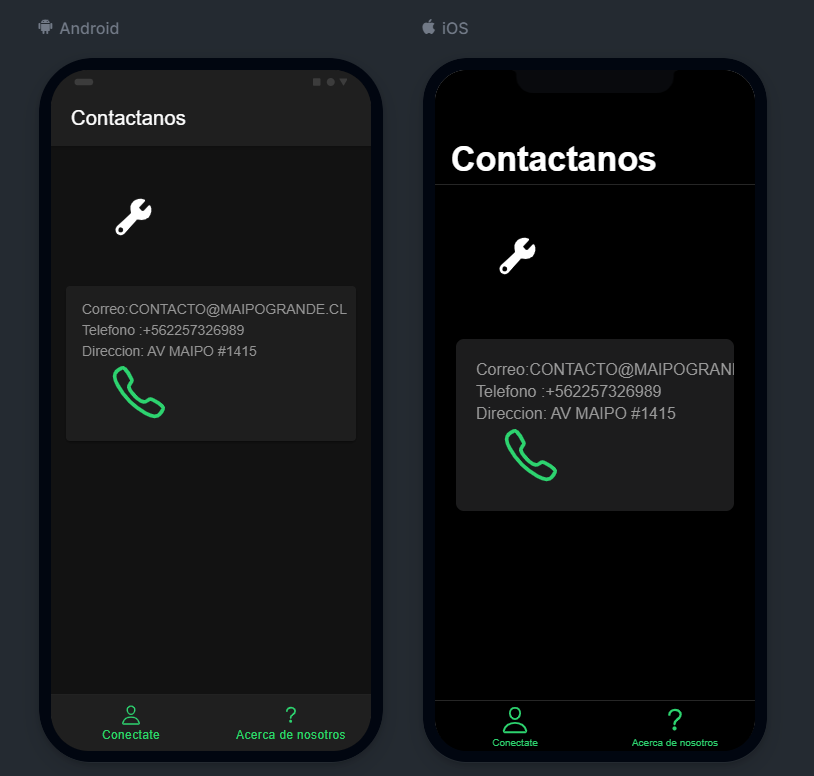 Android
Contactanos
Correo:CONTACTO@MAIPOGRANDE.CL
Telefono :+562257326989
Direccion: AV MAIPO #1415
Conectate
Acerca de nosotros
iOS
Contactanos
Correo:CONTACTO@MAIPOGRAN
Telefono :+562257326989
Direccion: AV MAIPO #1415
Conectate
Acerca de nosotros